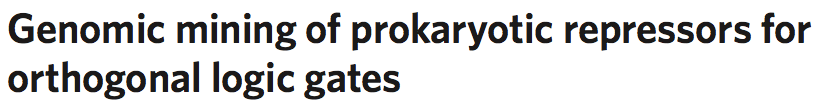 Genomic mining of prokaryotic repressors for
orthogonal logic gates